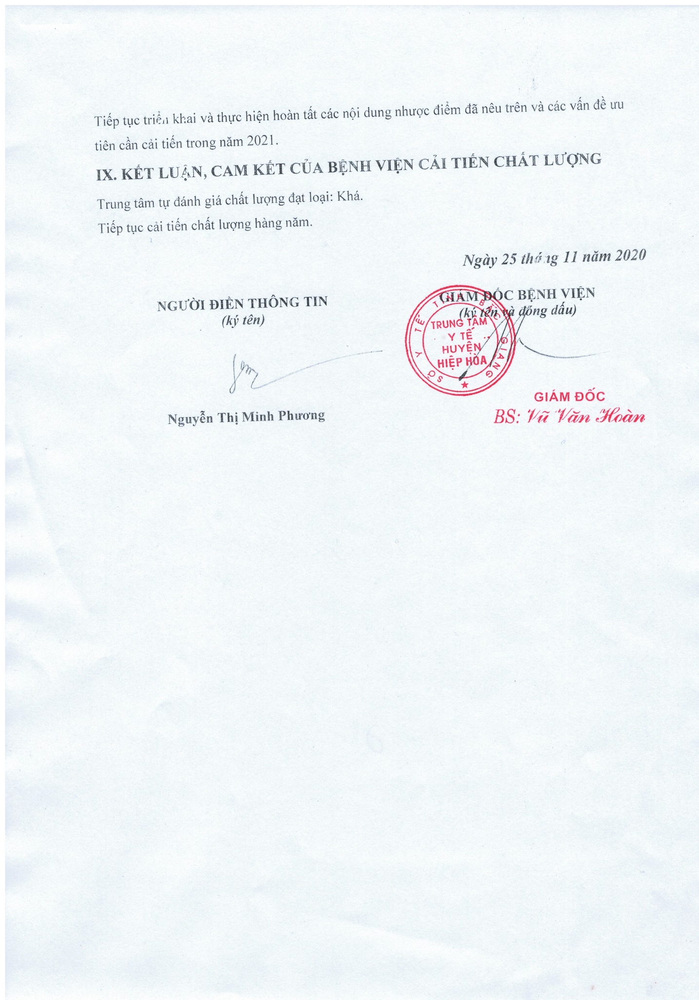 Tiếp tục triển khai và thực hiện hoàn tất các nội dung nhược điểm đã nêu trên và các vấn đề ưu
tiên cần cải tiến trong năm 2021.
IX. KẾT LUẬN, CAM KẾT CỦA BỆNH VIỆN CẢI TIẾN CHẤT LƯỢNG
Trung tâm tự đánh giá chất lượng đạt loại: Khá.
Tiếp tục cải tiến chất lượng hàng năm.
Ngày 25 tháng 11 năm 2020
NGƯỜI ĐIỀN THÔNG TIN
(ký tên)
GIÁM ĐỐC BỆNH VIỆN
(ký tên và đóng dấu)
SỞ Y TẾ TỈNH BẮC GIANG
TRUNG TÂM
Y TẾ
HUYỆN
HIỆP HÒA
Nguyễn Thị Minh Phương
GIÁM ĐỐC
BS: Vũ Văn Hoàn